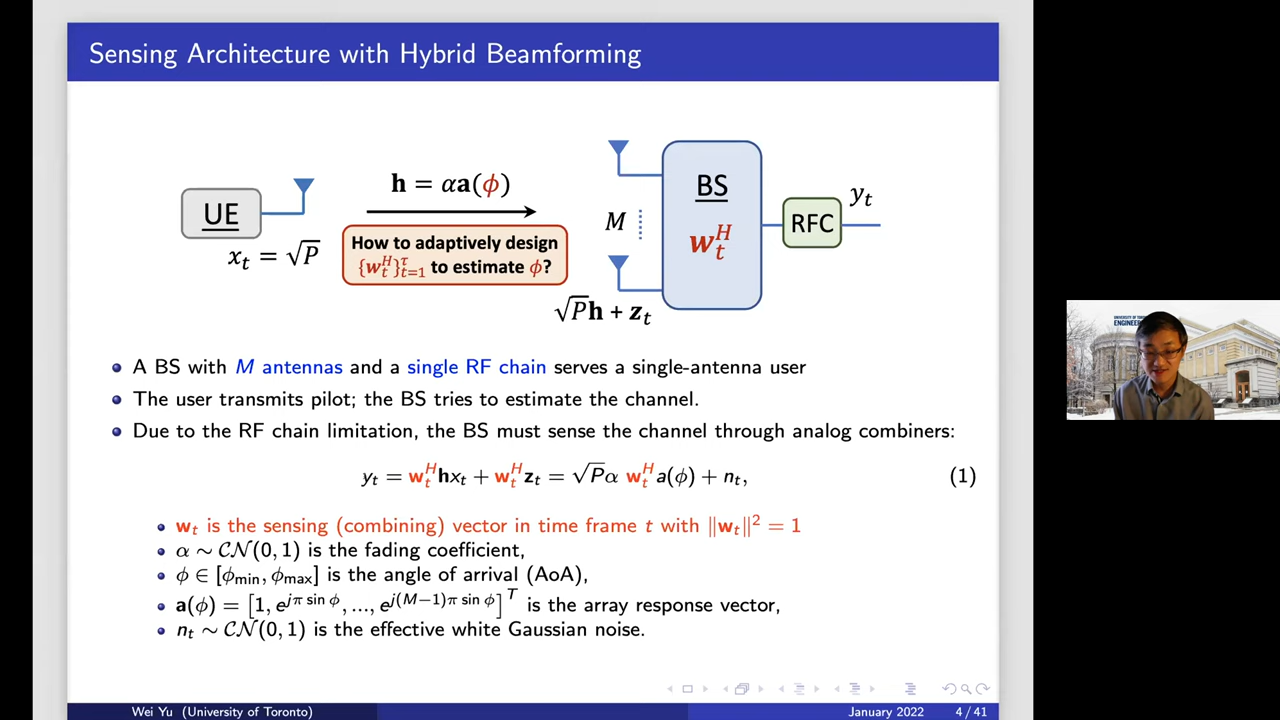 Sensing Architecture with Hybrid Beamforming
UE
x_t = √P
h = αa(ϕ)
How to adaptively design
{w_t^H}_{t=1}^τ to estimate ϕ?
M
√Ph + z_t
BS
w_t^H
RFC
y_t
A BS with M antennas and a single RF chain serves a single-antenna user
The user transmits pilot; the BS tries to estimate the channel.
Due to the RF chain limitation, the BS must sense the channel through analog combiners:
y_t = w_t^H hx_t + w_t^H z_t = √Pα w_t^H a(ϕ) + n_t, (1)
w_t is the sensing (combining) vector in time frame t with ‖w_t‖² = 1
α ∼ 𝒞𝒩(0, 1) is the fading coefficient,
ϕ ∈ [ϕ_min, ϕ_max] is the angle of arrival (AoA),
a(ϕ) = [1, e^{jπ sin ϕ}, ..., e^{j(M−1)π sin ϕ}]^T is the array response vector,
n_t ∼ 𝒞𝒩(0, 1) is the effective white Gaussian noise.
Wei Yu (University of Toronto)
January 2022
4 / 41